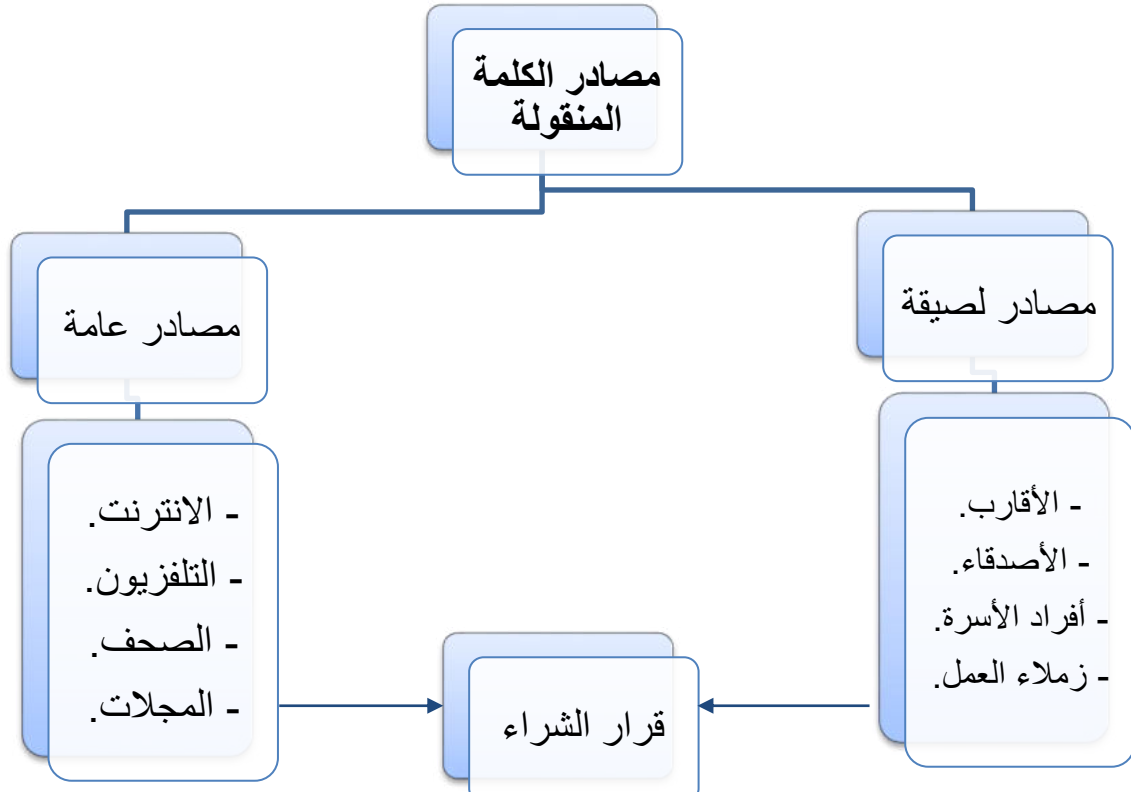 مصادر الكلمة
المنقولة
مصادر لصيقة
مصادر عامة
- الأقارب.
- الأصدقاء.
- أفراد الأسرة.
- زملاء العمل.
- الانترنت.
- التلفزيون.
- الصحف.
- المجلات.
قرار الشراء